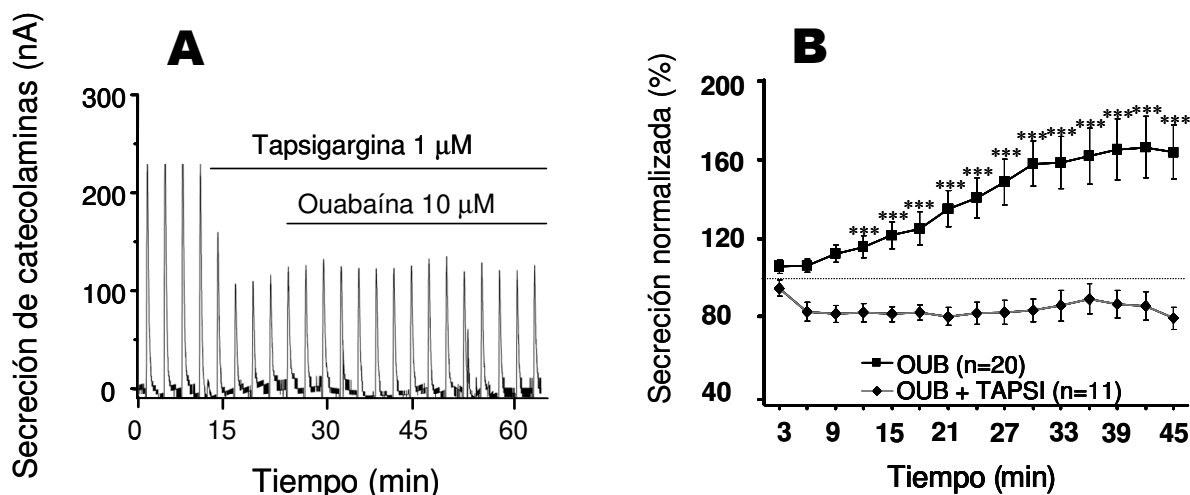 A
Secreción de catecolaminas (nA)
300
200
100
0
Tapsigargina 1 µM
Ouabaína 10 µM
0 15 30 45 60
Tiempo (min)
B
Secreción normalizada (%)
200
160
120
80
40
*** *** *** *** *** *** *** *** *** *** *** ***
OUB (n=20)
OUB + TAPSI (n=11)
3 9 15 21 27 33 39 45
Tiempo (min)